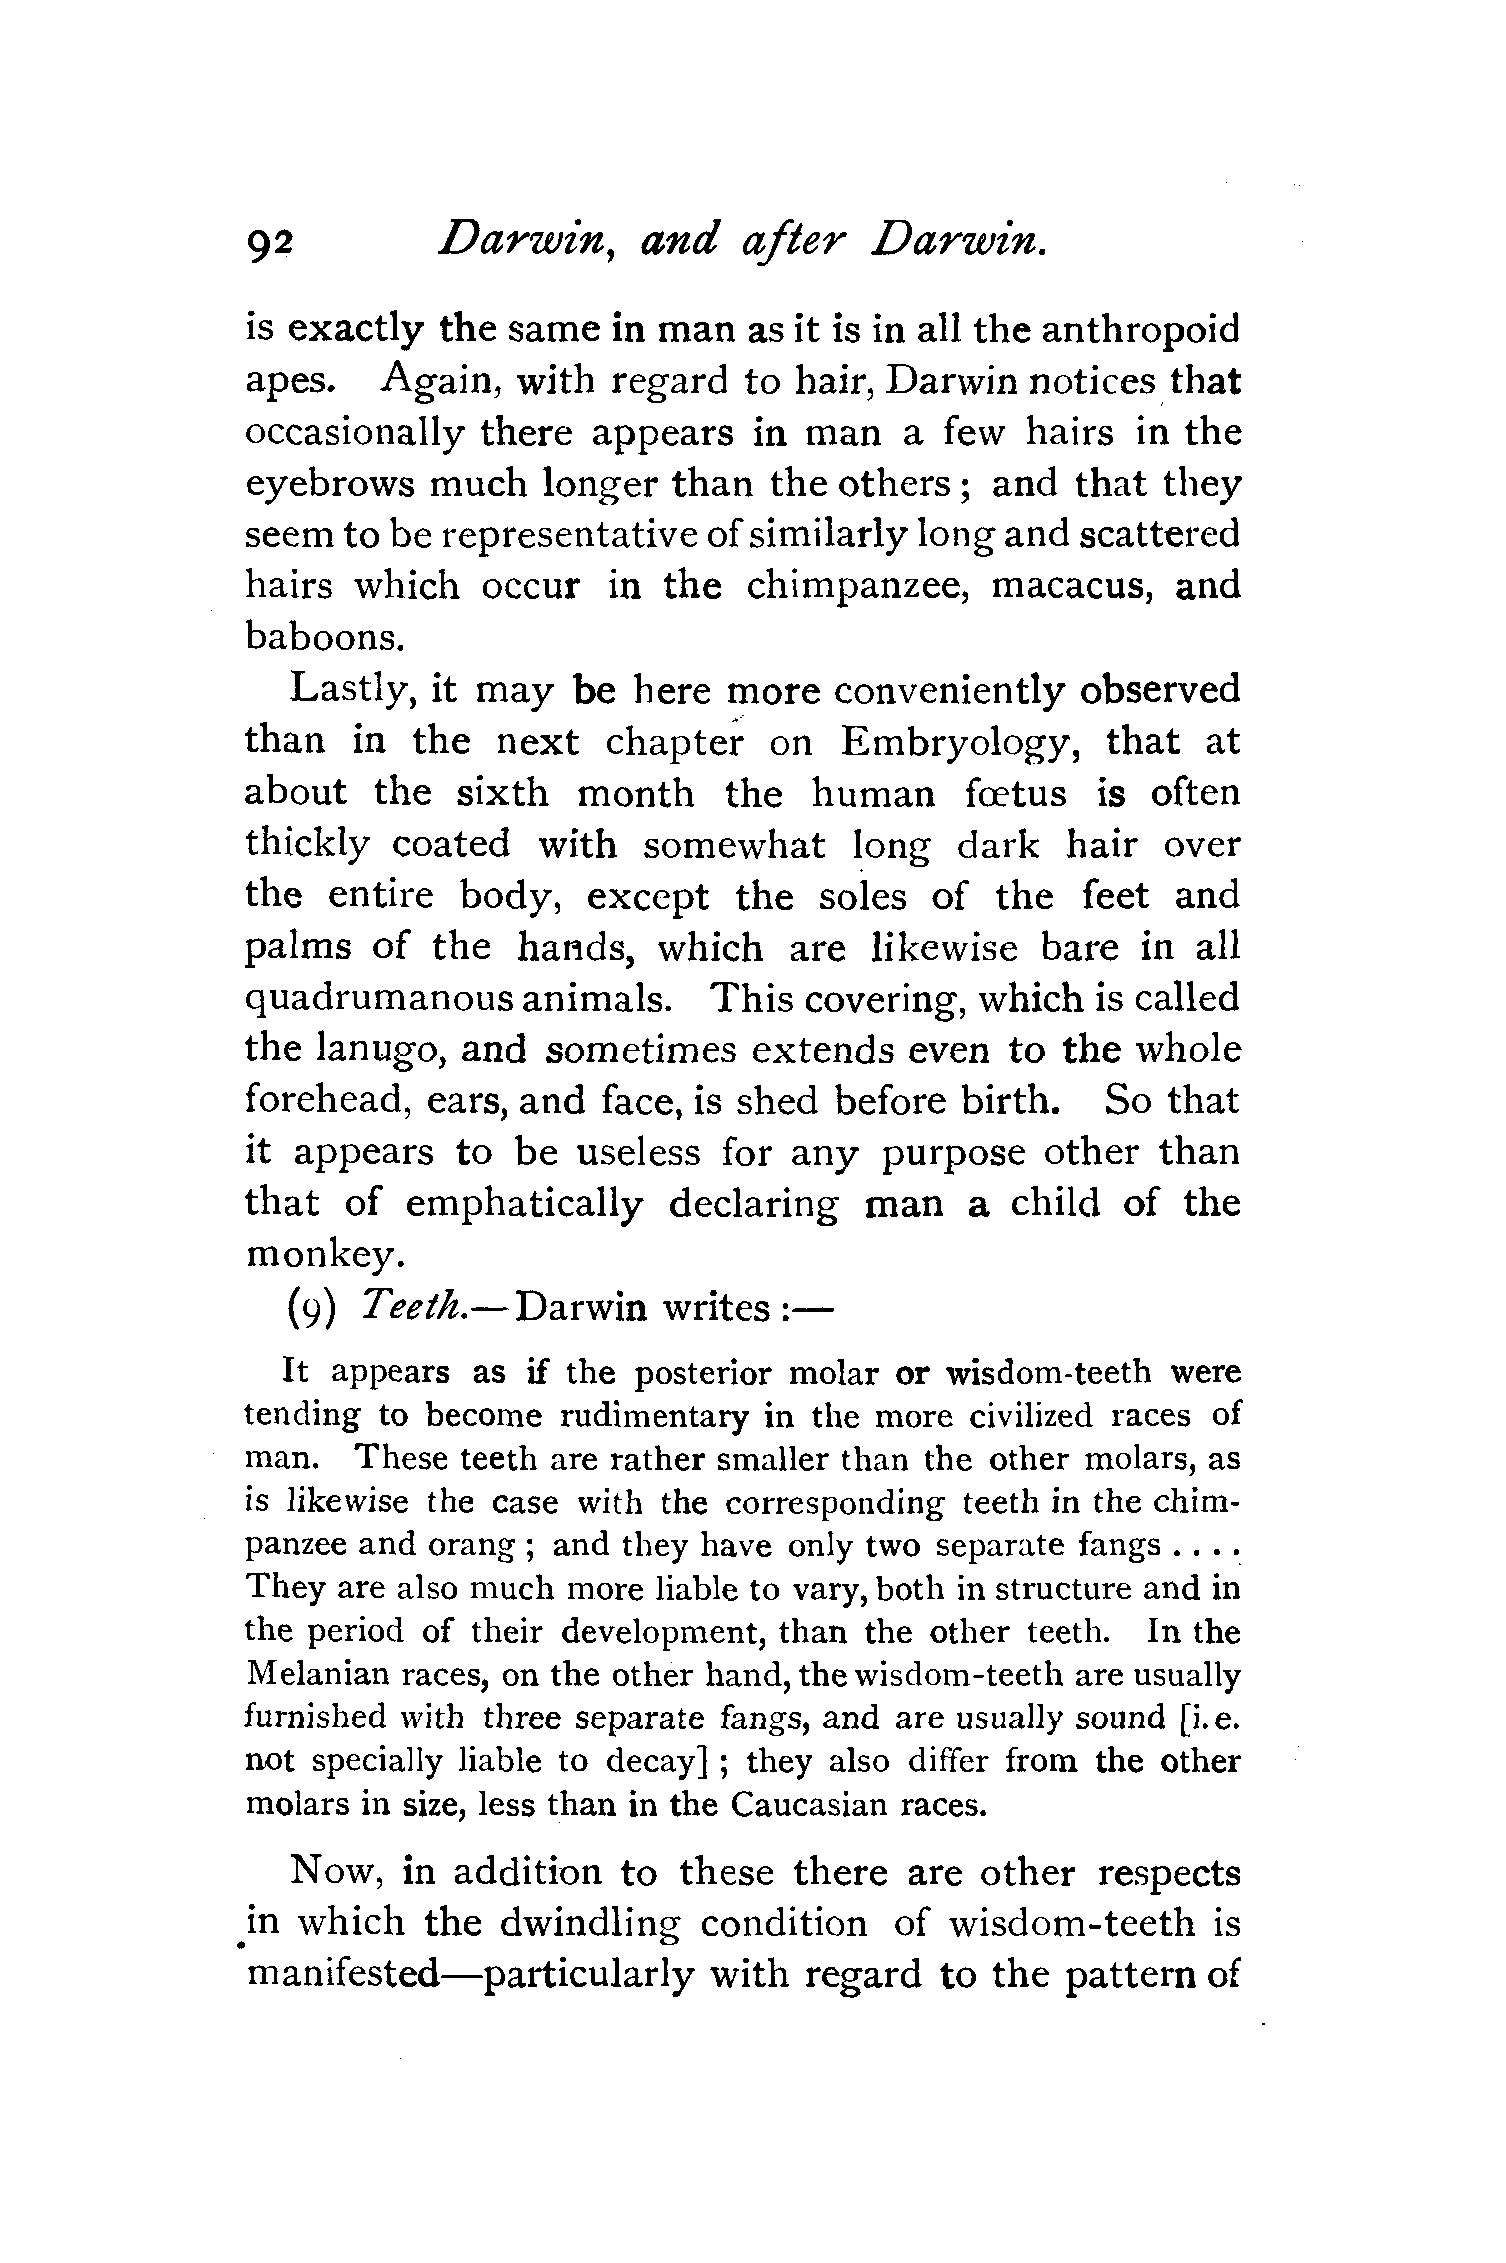 92 Darwin, and after Darwin.
is exactly the same in man as it is in all the anthropoid
apes. Again, with regard to hair, Darwin notices that
occasionally there appears in man a few hairs in the
eyebrows much longer than the others ; and that they
seem to be representative of similarly long and scattered
hairs which occur in the chimpanzee, macacus, and
baboons.
Lastly, it may be here more conveniently observed
than in the next chapter on Embryology, that at
about the sixth month the human fœtus is often
thickly coated with somewhat long dark hair over
the entire body, except the soles of the feet and
palms of the hands, which are likewise bare in all
quadrumanous animals. This covering, which is called
the lanugo, and sometimes extends even to the whole
forehead, ears, and face, is shed before birth. So that
it appears to be useless for any purpose other than
that of emphatically declaring man a child of the
monkey.
(9) Teeth.—Darwin writes :—
It appears as if the posterior molar or wisdom-teeth were
tending to become rudimentary in the more civilized races of
man. These teeth are rather smaller than the other molars, as
is likewise the case with the corresponding teeth in the chim-
panzee and orang ; and they have only two separate fangs . . . .
They are also much more liable to vary, both in structure and in
the period of their development, than the other teeth. In the
Melanian races, on the other hand, the wisdom-teeth are usually
furnished with three separate fangs, and are usually sound [i.e.
not specially liable to decay] ; they also differ from the other
molars in size, less than in the Caucasian races.
Now, in addition to these there are other respects
in which the dwindling condition of wisdom-teeth is
manifested—particularly with regard to the pattern of